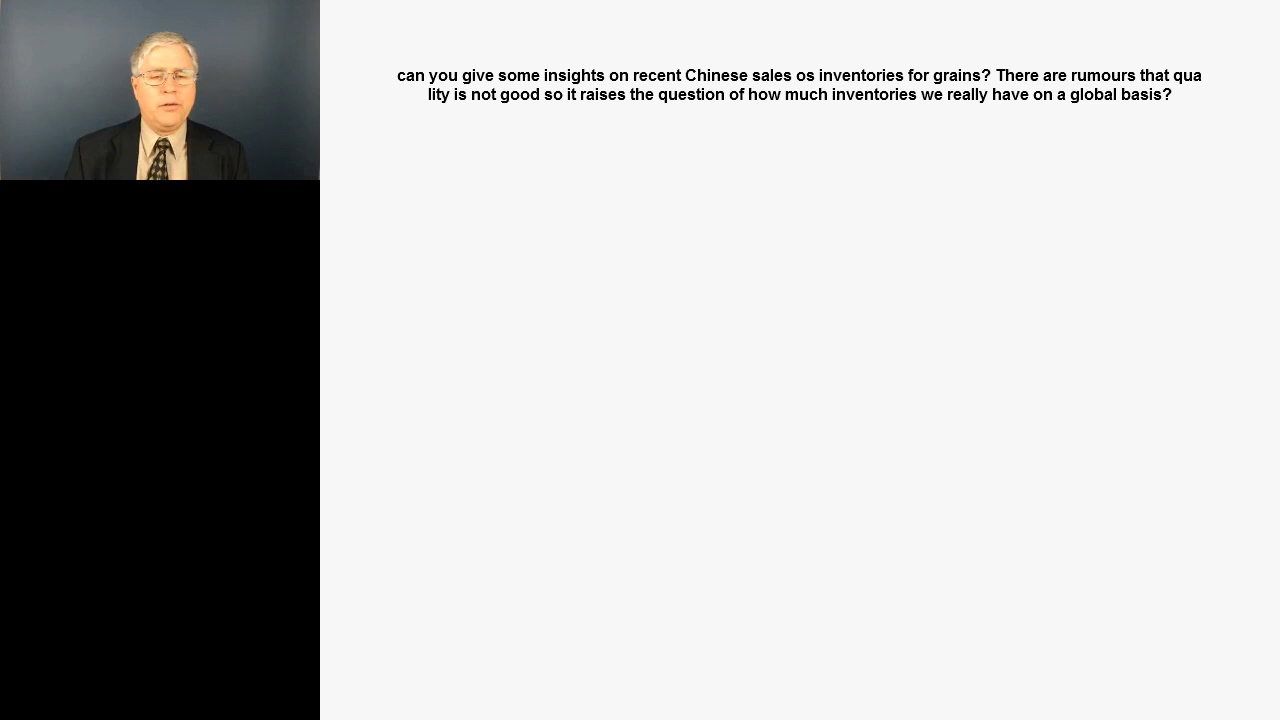 can you give some insights on recent Chinese sales os inventories for grains? There are rumours that qua
lity is not good so it raises the question of how much inventories we really have on a global basis?